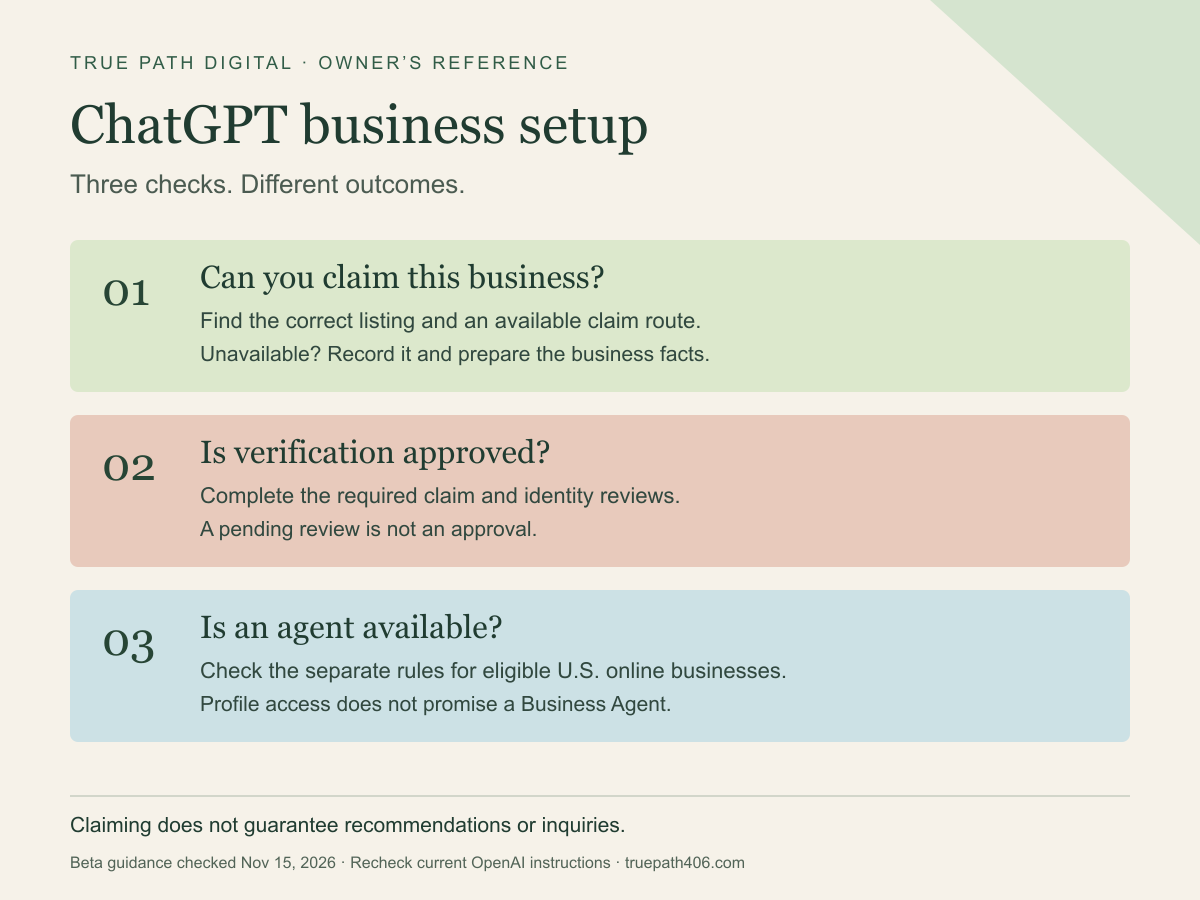 TRUE PATH DIGITAL · OWNER’S REFERENCE
ChatGPT business setup
Three checks. Different outcomes.
01
Can you claim this business?
Find the correct listing and an available claim route.
Unavailable? Record it and prepare the business facts.
02
Is verification approved?
Complete the required claim and identity reviews.
A pending review is not an approval.
03
Is an agent available?
Check the separate rules for eligible U.S. online businesses.
Profile access does not promise a Business Agent.
Claiming does not guarantee recommendations or inquiries.
Beta guidance checked Nov 15, 2026 · Recheck current OpenAI instructions · truepath406.com